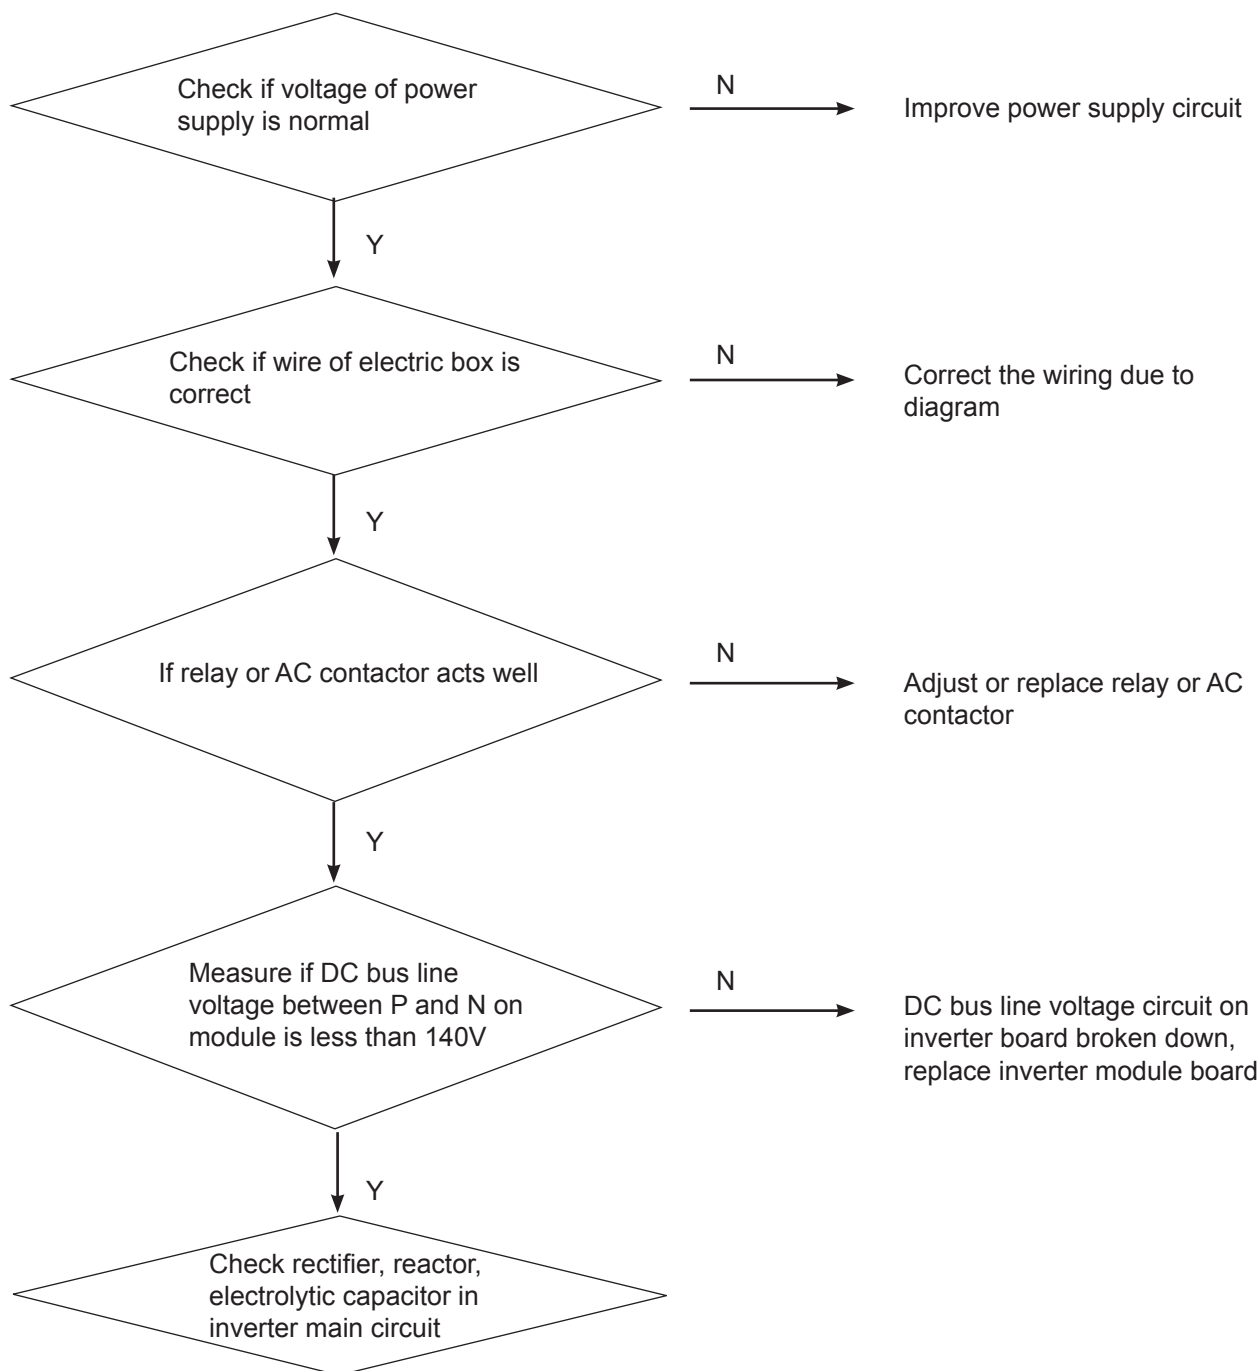 Check if voltage of power
supply is normal
N
Improve power supply circuit
Y
Check if wire of electric box is
correct
N
Correct the wiring due to
diagram
Y
If relay or AC contactor acts well
N
Adjust or replace relay or AC
contactor
Y
Measure if DC bus line
voltage between P and N on
module is less than 140V
N
DC bus line voltage circuit on
inverter board broken down,
replace inverter module board
Y
Check rectifier, reactor,
electrolytic capacitor in
inverter main circuit